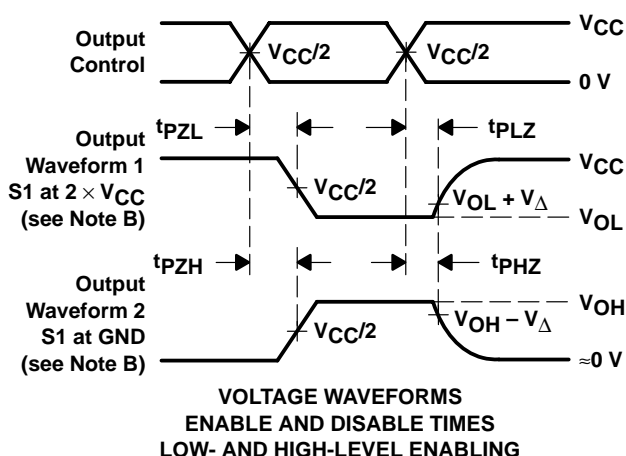 Output
Control
VCC/2
VCC/2
VCC
0 V
tPZL
tPLZ
Output
Waveform 1
S1 at 2 × VCC
(see Note B)
VCC/2
VCC
VOL + VΔ
VOL
tPZH
tPHZ
Output
Waveform 2
S1 at GND
(see Note B)
VCC/2
VOH
VOH – VΔ
≈0 V
VOLTAGE WAVEFORMS
ENABLE AND DISABLE TIMES
LOW- AND HIGH-LEVEL ENABLING